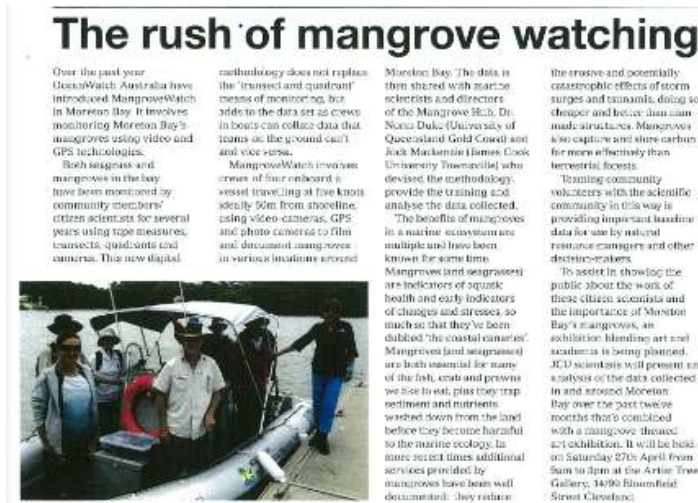 The rush of mangrove watching
Over the past year
OceanWatch Australia have
introduced MangroveWatch
in Moreton Bay. It involves
monitoring Moreton Bay's
mangroves using video and
GPS technologies.
Both seagrass and
mangroves in the bay
have been monitored by
community members/
citizen scientists for several
years using tape measures,
transects, quadrants and
cameras. This new digital
methodology does not replace
the 'transect and quadrant'
means of monitoring, but
adds to the data set as crews
in boats can collate data that
teams on the ground can't
and vice versa.
MangroveWatch involves
crews of four onboard a
vessel travelling at five knots
ideally 50m from shoreline,
using video-cameras, GPS
and photo cameras to film
and document mangroves
in various locations around
Moreton Bay. The data is
then shared with marine
scientists and directors
of the Mangrove Hub, Dr
Norm Duke (University of
Queensland Gold Coast) and
Jock Mackenzie (James Cook
University Townsville) who
devised the methodology,
provide the training and
analyse the data collected.
The benefits of mangroves
in a marine ecosystem are
multiple and have been
known for some time.
Mangroves (and seagrasses)
are indicators of aquatic
health and early indicators
of changes and stresses, so
much so that they've been
dubbed 'the coastal canaries'.
Mangroves (and seagrasses)
are both essential for many
of the fish, crab and prawns
we like to eat, plus they trap
sediment and nutrients
washed down from the land
before they become harmful
to the marine ecology. In
more recent times additional
services provided by
mangroves have been well
documented: they reduce
the erosive and potentially
catastrophic effects of storm
surges and tsunamis, doing so
cheaper and better than man-
made structures. Mangroves
also capture and store carbon
far more effectively than
terrestrial forests.
Teaming community
volunteers with the scientific
community in this way is
providing important baseline
data for use by natural
resource managers and other
decision-makers.
To assist in showing the
public about the work of
these citizen scientists and
the importance of Moreton
Bay's mangroves, an
exhibition blending art and
academia is being planned.
JCU scientists will present an
analysis of the data collected
in and around Moreton
Bay over the past twelve
months that's combined
with a mangrove-themed
art exhibition. It will be held
on Saturday 27th April from
9am to 3pm at the Artist Tree
Gallery, 14/99 Bloomfield
Street Cleveland